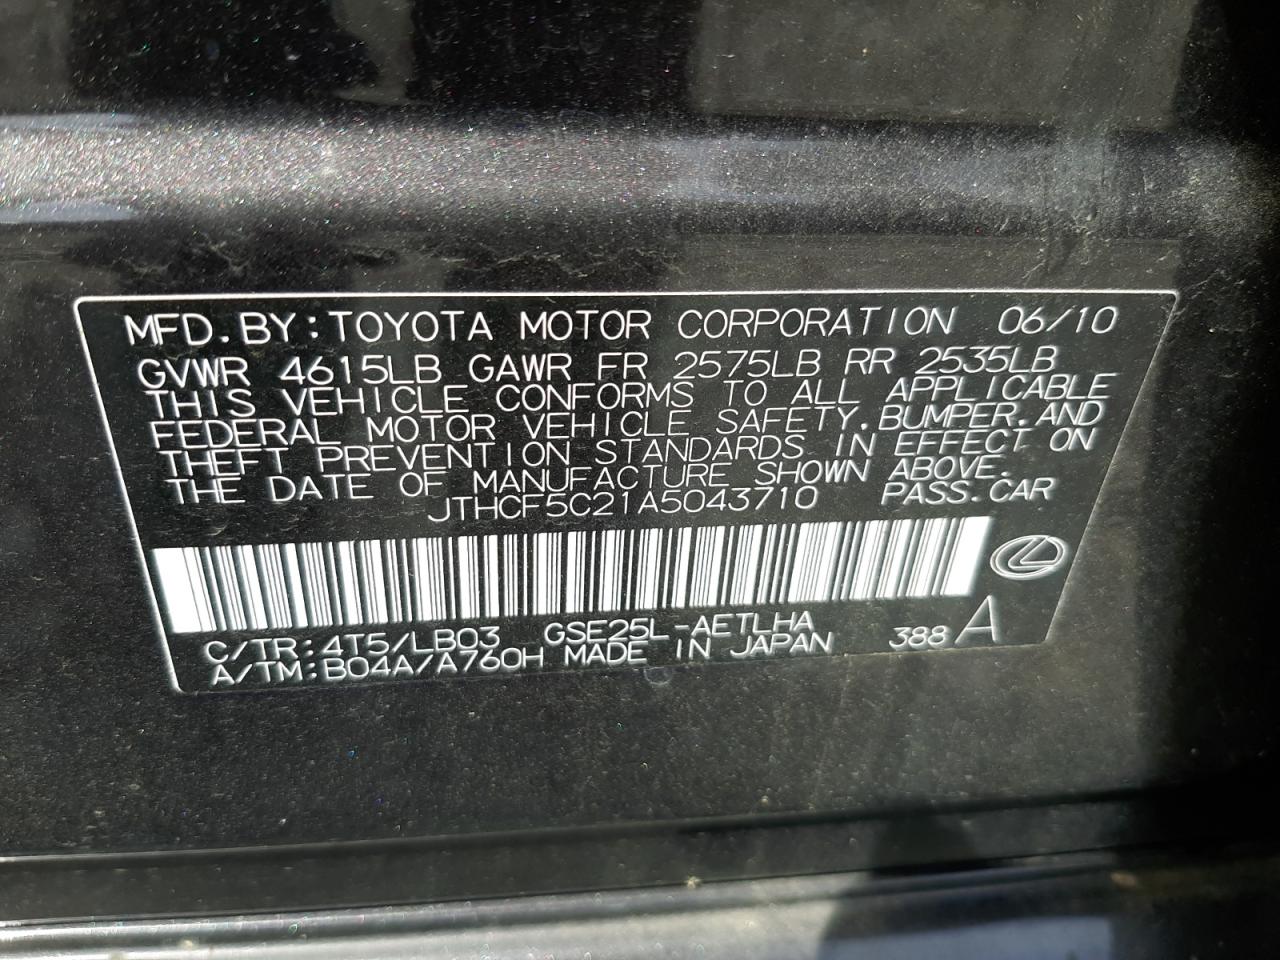 MFD. BY: TOYOTA MOTOR CORPORATION 06/10
GVWR 4615LB GAWR FR 2575LB RR 2535LB
THIS VEHICLE CONFORMS TO ALL APPLICABLE
FEDERAL MOTOR VEHICLE SAFETY, BUMPER, AND
THEFT PREVENTION STANDARDS IN EFFECT ON
THE DATE OF MANUFACTURE SHOWN ABOVE.
JTHCF5C21A5043710 PASS. CAR
C/TR: 4T5/LB03 GSE25L-AETLHA 388 A
A/TM: B04A/A760H MADE IN JAPAN